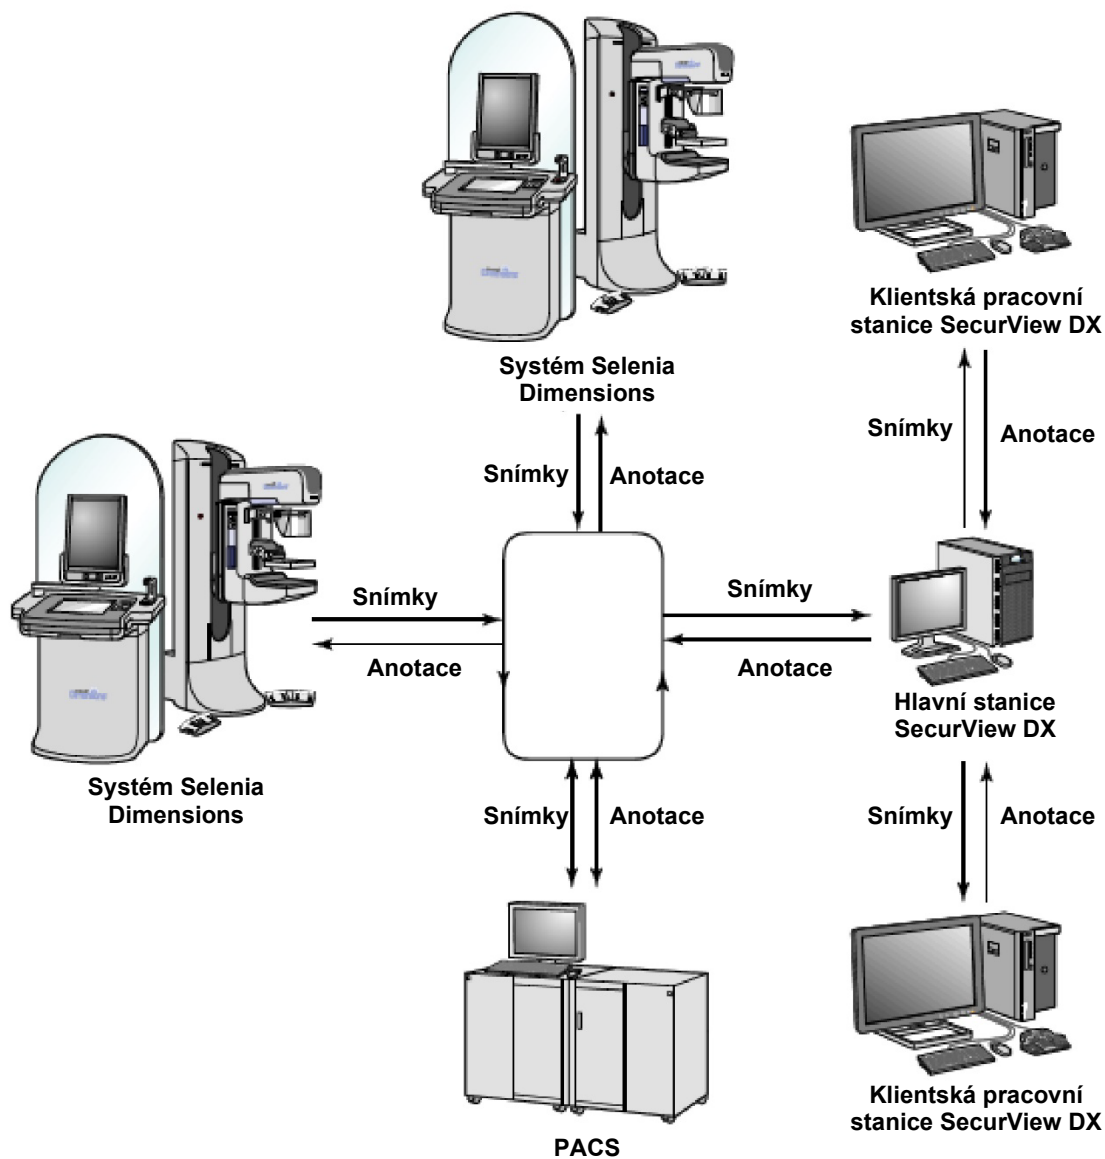 Klientská pracovní
stanice SecurView DX
Systém Selenia
Dimensions
Snímky
Anotace
Snímky
Anotace
Snímky
Anotace
Snímky
Anotace
Hlavní stanice
SecurView DX
Systém Selenia
Dimensions
Snímky
Anotace
Snímky
Anotace
Klientská pracovní
stanice SecurView DX
PACS